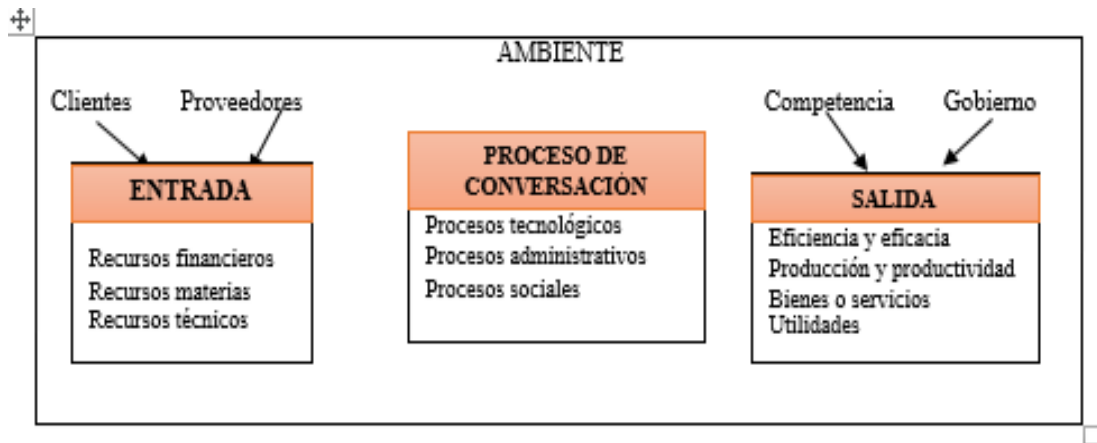 AMBIENTE
Clientes
Proveedores
Competencia
Gobierno
ENTRADA
Recursos financieros
Recursos materias
Recursos técnicos
PROCESO DE
CONVERSACIÓN
Procesos tecnológicos
Procesos administrativos
Procesos sociales
SALIDA
Eficiencia y eficacia
Producción y productividad
Bienes o servicios
Utilidades